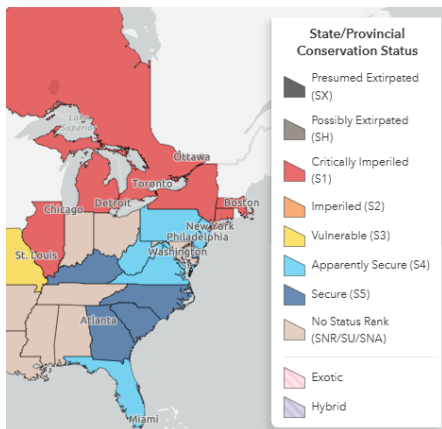 Lake
Superio
Ottawa
Toronto
Detroit
Boston
Chicago
New York
Philadelphia
St. Louis
Washington
Atlanta
Miami
State/Provincial
Conservation Status
Presumed Extirpated
(SX)
Possibly Extirpated
(SH)
Critically Imperiled
(S1)
Imperiled (S2)
Vulnerable (S3)
Apparently Secure (S4)
Secure (S5)
No Status Rank
(SNR/SU/SNA)
Exotic
Hybrid